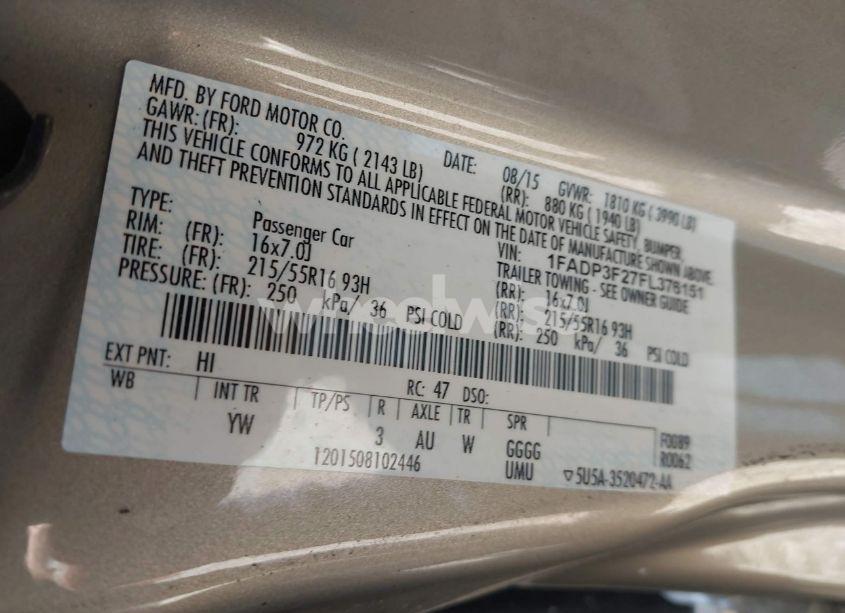 MFD. BY FORD MOTOR CO. DATE: 08/15 GVWR: 1810 KG ( 3990 LB)
GAWR: (FR): 972 KG ( 2143 LB) (RR): 880 KG ( 1940 LB)
THIS VEHICLE CONFORMS TO ALL APPLICABLE FEDERAL MOTOR VEHICLE SAFETY, BUMPER,
AND THEFT PREVENTION STANDARDS IN EFFECT ON THE DATE OF MANUFACTURE SHOWN ABOVE.
VIN: 1FADP3F27FL376151
TYPE: Passenger Car TRAILER TOWING - SEE OWNER GUIDE
RIM: (FR): 16x7.0J (RR): 16x7.0J
TIRE: (FR): 215/55R16 93H (RR): 215/55R16 93H
PRESSURE: (FR): 250 kPa/ 36 PSI COLD (RR): 250 kPa/ 36 PSI COLD
EXT PNT: HI RC: 47 DSO:
WB INT TR TP/PS R AXLE TR SPR
YW 3 AU W GGGG F0089
1201508102446 UMU R0062
5U5A-3520472-AA